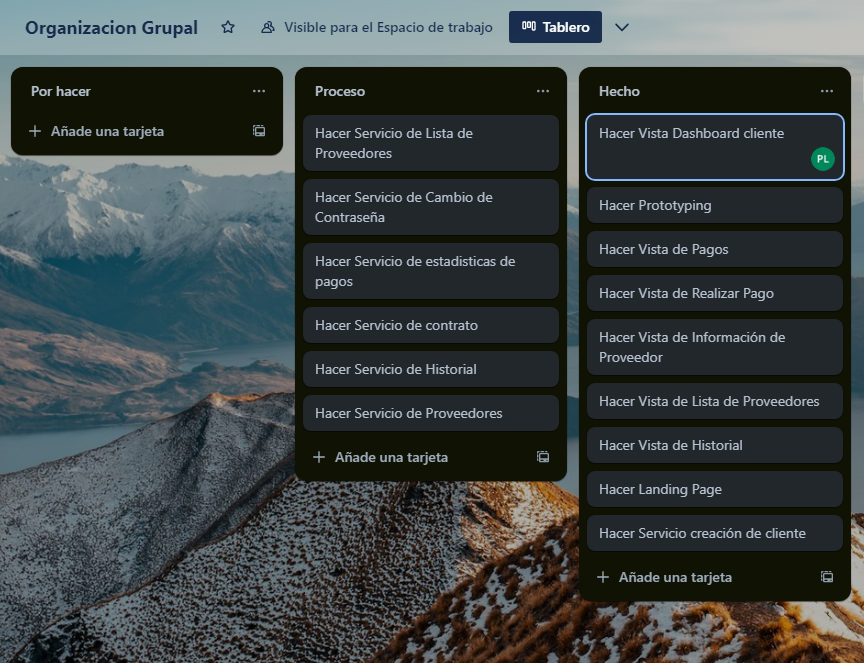 Organizacion Grupal
Visible para el Espacio de trabajo
Tablero
Por hacer
Añade una tarjeta
Proceso
Hacer Servicio de Lista de
Proveedores
Hacer Servicio de Cambio de
Contraseña
Hacer Servicio de estadisticas de
pagos
Hacer Servicio de contrato
Hacer Servicio de Historial
Hacer Servicio de Proveedores
Añade una tarjeta
Hecho
Hacer Vista Dashboard cliente
PL
Hacer Prototyping
Hacer Vista de Pagos
Hacer Vista de Realizar Pago
Hacer Vista de Información de
Proveedor
Hacer Vista de Lista de Proveedores
Hacer Vista de Historial
Hacer Landing Page
Hacer Servicio creación de cliente
Añade una tarjeta